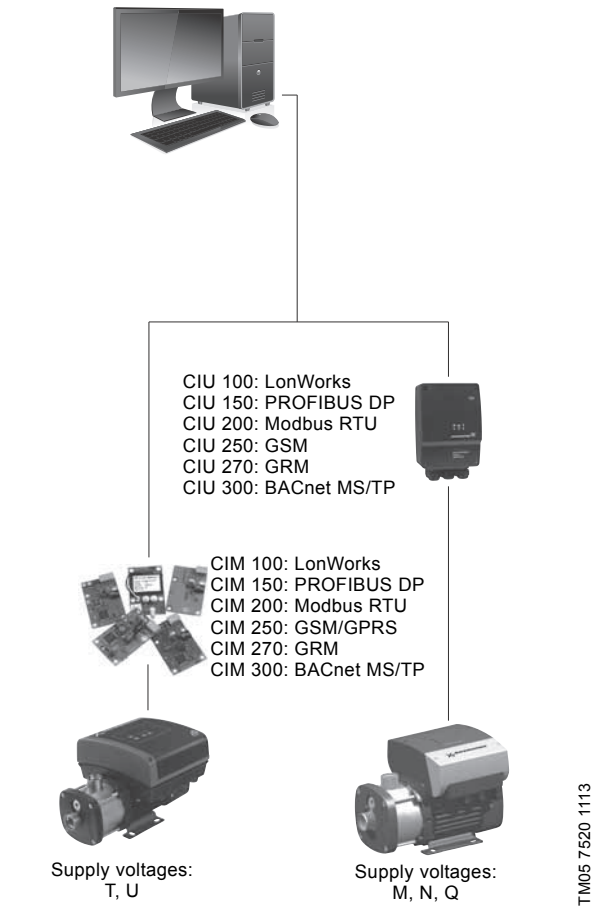 CIU 100: LonWorks
CIU 150: PROFIBUS DP
CIU 200: Modbus RTU
CIU 250: GSM
CIU 270: GRM
CIU 300: BACnet MS/TP
CIM 100: LonWorks
CIM 150: PROFIBUS DP
CIM 200: Modbus RTU
CIM 250: GSM/GPRS
CIM 270: GRM
CIM 300: BACnet MS/TP
Supply voltages:
T, U
Supply voltages:
M, N, Q
TM05 7520 1113